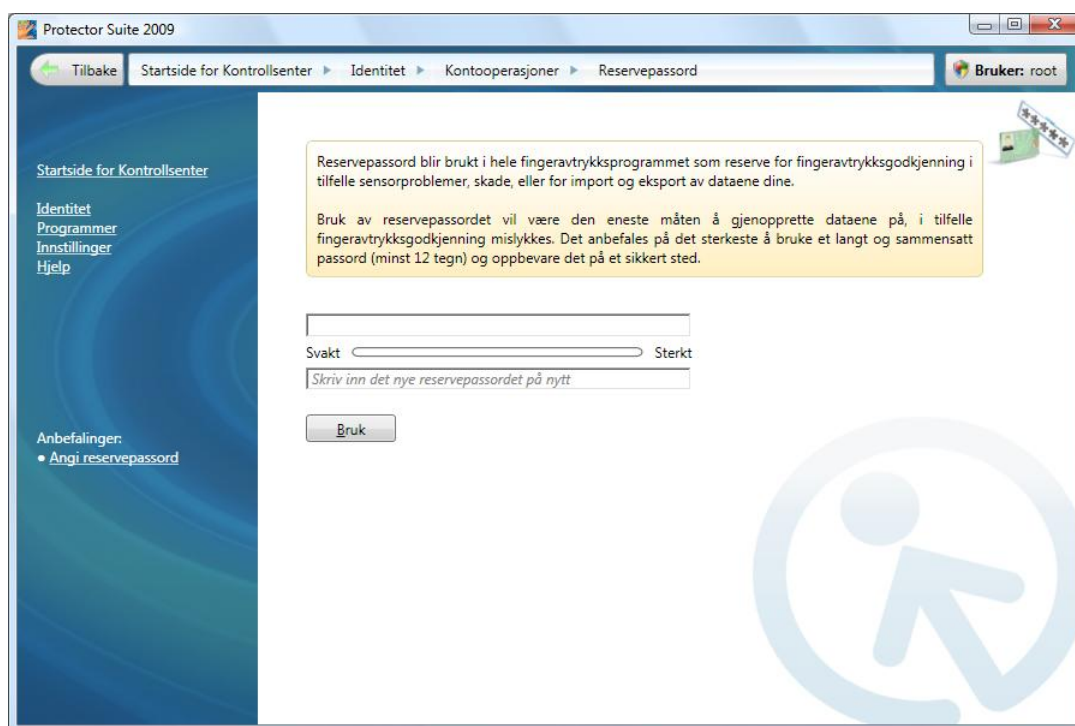 Protector Suite 2009
Tilbake
Startside for Kontrollsenter
Identitet
Kontooperasjoner
Reservepassord
Bruker: root
Startside for Kontrollsenter
Identitet
Programmer
Innstillinger
Hjelp
Anbefalinger:
• Angi reservepassord
Reservepassord blir brukt i hele fingeravtrykksprogrammet som reserve for fingeravtrykksgodkjenning i
tilfelle sensorproblemer, skade, eller for import og eksport av dataene dine.
Bruk av reservepassordet vil være den eneste måten å gjenopprette dataene på, i tilfelle
fingeravtrykksgodkjenning mislykkes. Det anbefales på det sterkeste å bruke et langt og sammensatt
passord (minst 12 tegn) og oppbevare det på et sikkert sted.
Svakt
Sterkt
Skriv inn det nye reservepassordet på nytt
Bruk